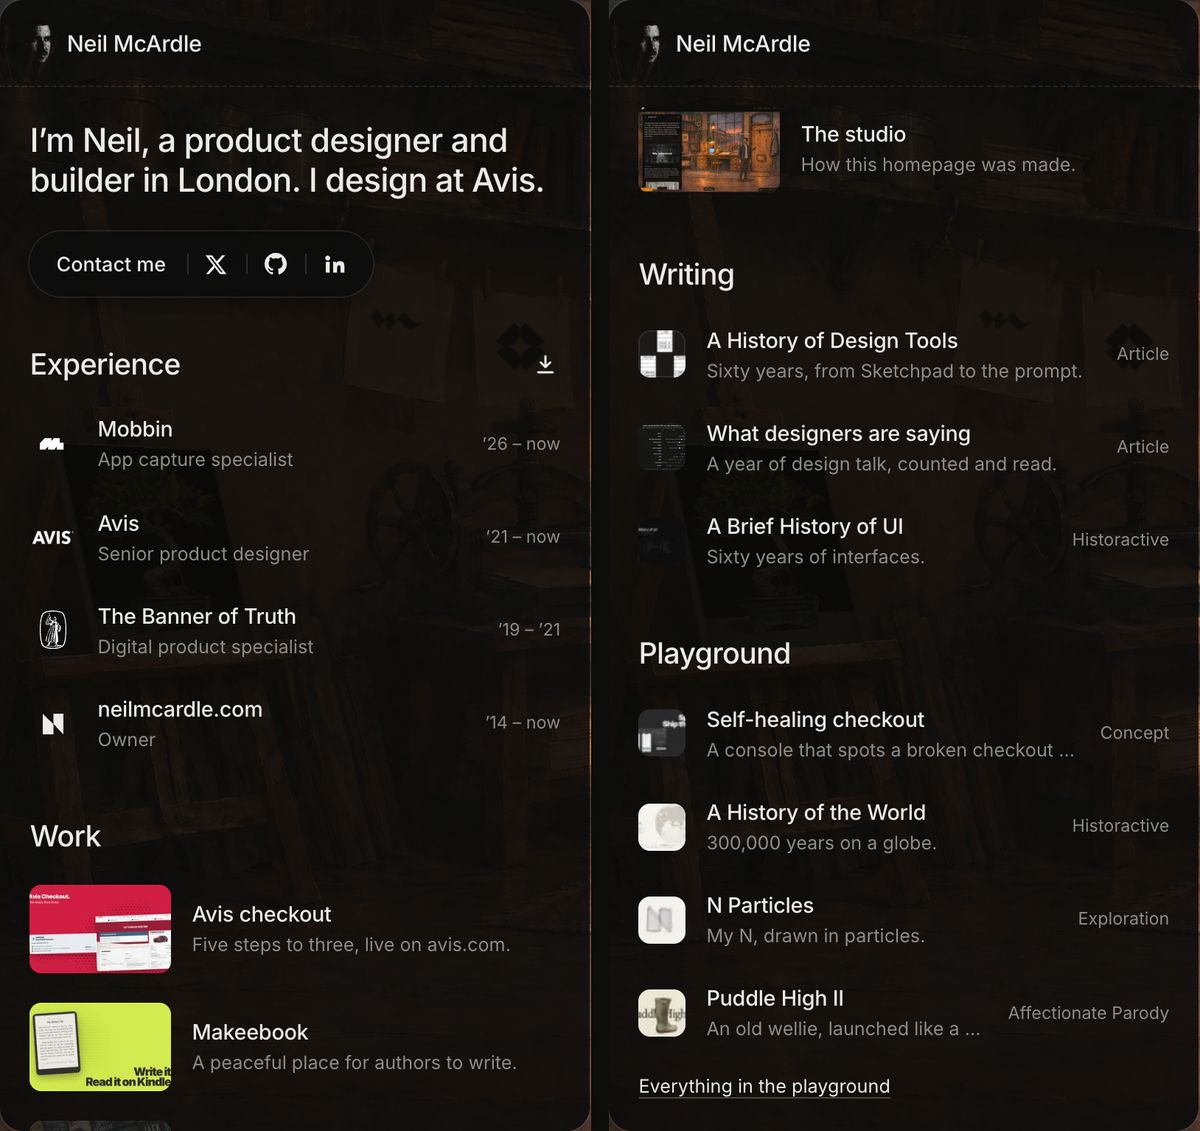 Neil McArdle
I’m Neil, a product designer and
builder in London. I design at Avis.
Contact me
Experience
Mobbin
App capture specialist
’26 – now
AVIS
Avis
Senior product designer
’21 – now
The Banner of Truth
Digital product specialist
’19 – ’21
neilmcardle.com
Owner
’14 – now
Work
Avis Checkout.
Avis checkout
Five steps to three, live on avis.com.
Write it
Read it on Kindle
Makeebook
A peaceful place for authors to write.
Neil McArdle
The studio
How this homepage was made.
Writing
A History of Design Tools
Sixty years, from Sketchpad to the prompt.
Article
What designers are saying
A year of design talk, counted and read.
Article
A Brief History of UI
Sixty years of interfaces.
Historactive
Playground
Self-healing checkout
A console that spots a broken checkout ...
Concept
A History of the World
300,000 years on a globe.
Historactive
N Particles
My N, drawn in particles.
Exploration
Puddle High II
An old wellie, launched like a ...
Affectionate Parody
Everything in the playground